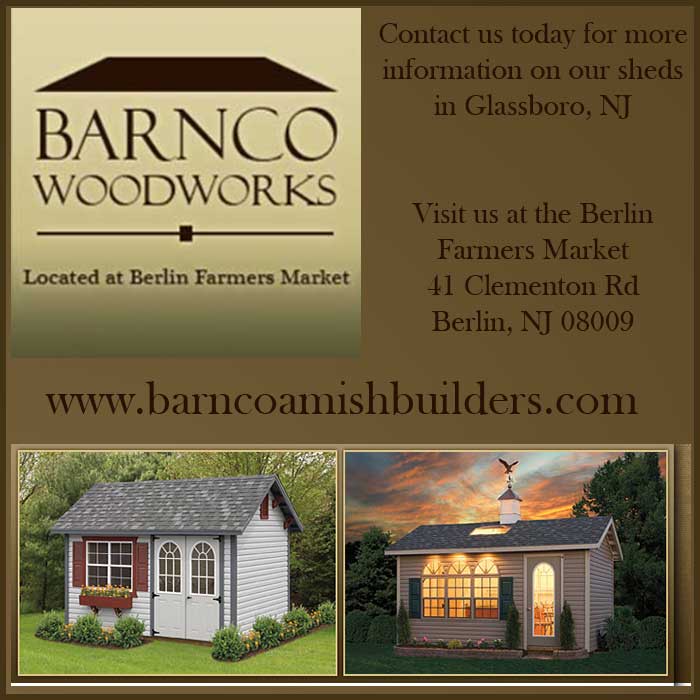 BARNCO
WOODWORKS
Located at Berlin Farmers Market
Contact us today for more
information on our sheds
in Glassboro, NJ
Visit us at the Berlin
Farmers Market
41 Clementon Rd
Berlin, NJ 08009
www.barncoamishbuilders.com